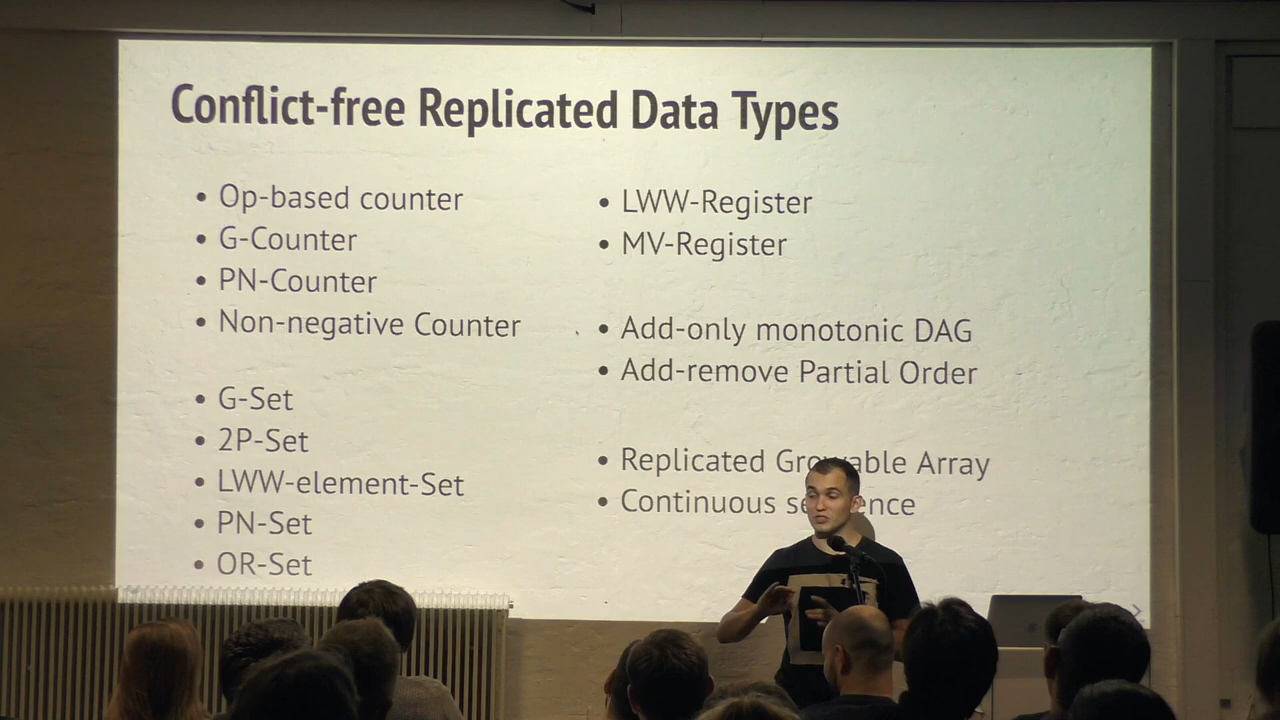 Conflict-free Replicated Data Types
• Op-based counter
• G-Counter
• PN-Counter
• Non-negative Counter
• G-Set
• 2P-Set
• LWW-element-Set
• PN-Set
• OR-Set
• LWW-Register
• MV-Register
• Add-only monotonic DAG
• Add-remove Partial Order
• Replicated Growable Array
• Continuous sequence